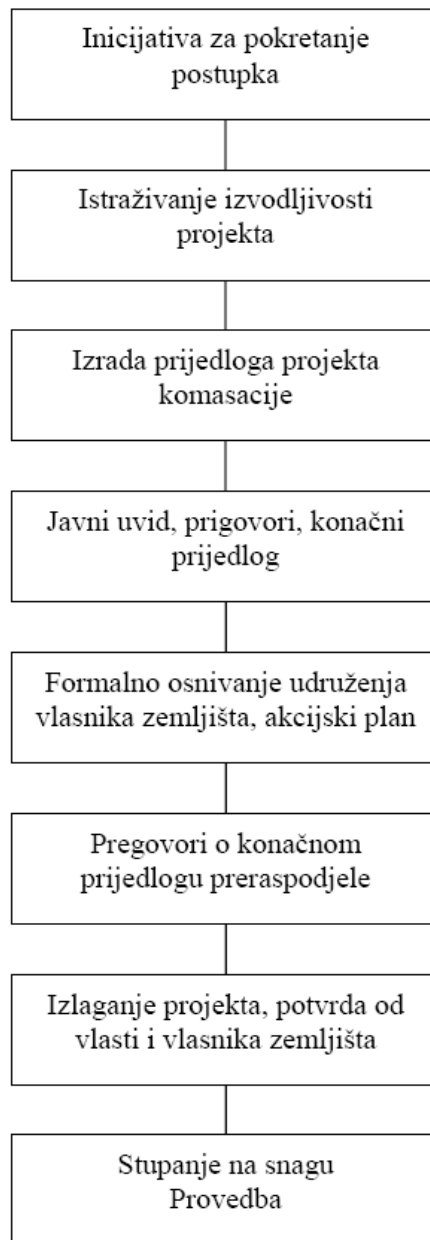 Inicijativa za pokretanje
postupka
Istraživanje izvodljivosti
projekta
Izrada prijedloga projekta
komasacije
Javni uvid, prigovori, konačni
prijedlog
Formalno osnivanje udruženja
vlasnika zemljišta, akcijski plan
Pregovori o konačnom
prijedlogu preraspodjele
Izlaganje projekta, potvrda od
vlasti i vlasnika zemljišta
Stupanje na snagu
Provedba